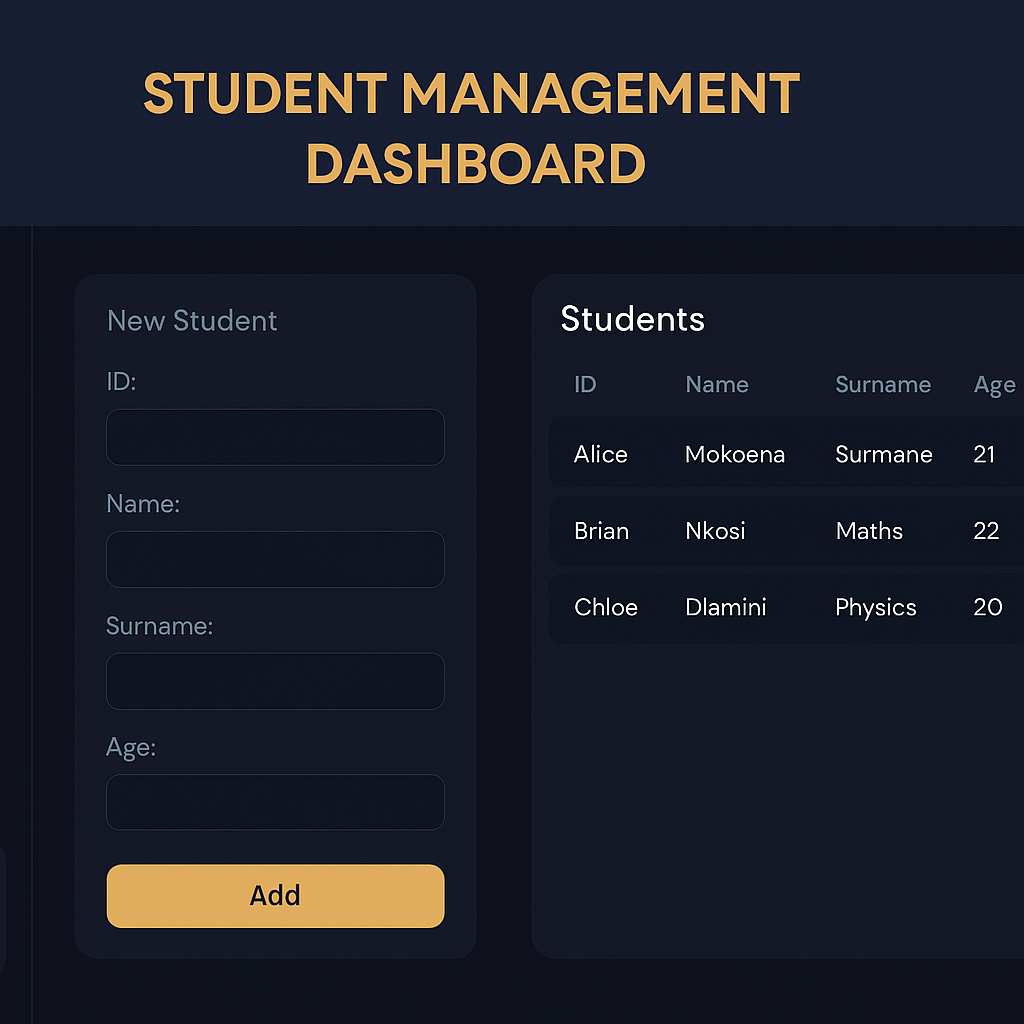 STUDENT MANAGEMENT
DASHBOARD
New Student
ID:
Name:
Surname:
Age:
Add
Students
ID Name Surname Age
Alice Mokoena Surmane 21
Brian Nkosi Maths 22
Chloe Dlamini Physics 20